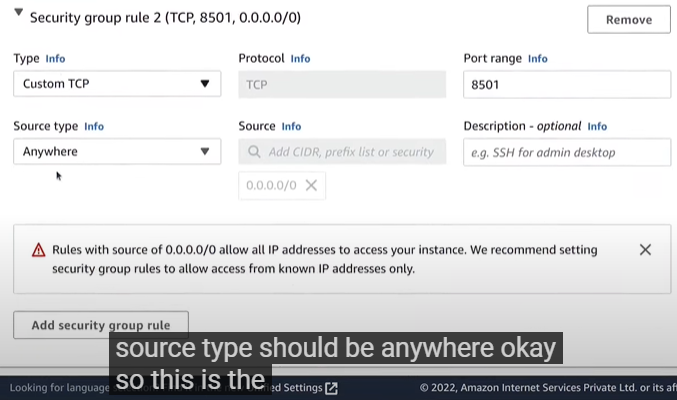 Security group rule 2 (TCP, 8501, 0.0.0.0/0)
Remove
Type Info
Protocol Info
Port range Info
Custom TCP
TCP
8501
Source type Info
Source Info
Description - optional Info
Anywhere
Add CIDR, prefix list or security
e.g. SSH for admin desktop
0.0.0.0/0
Rules with source of 0.0.0.0/0 allow all IP addresses to access your instance. We recommend setting
security group rules to allow access from known IP addresses only.
Add security group rule
source type should be anywhere okay
so this is the
Looking for language
Settings
© 2022, Amazon Internet Services Private Ltd. or its af